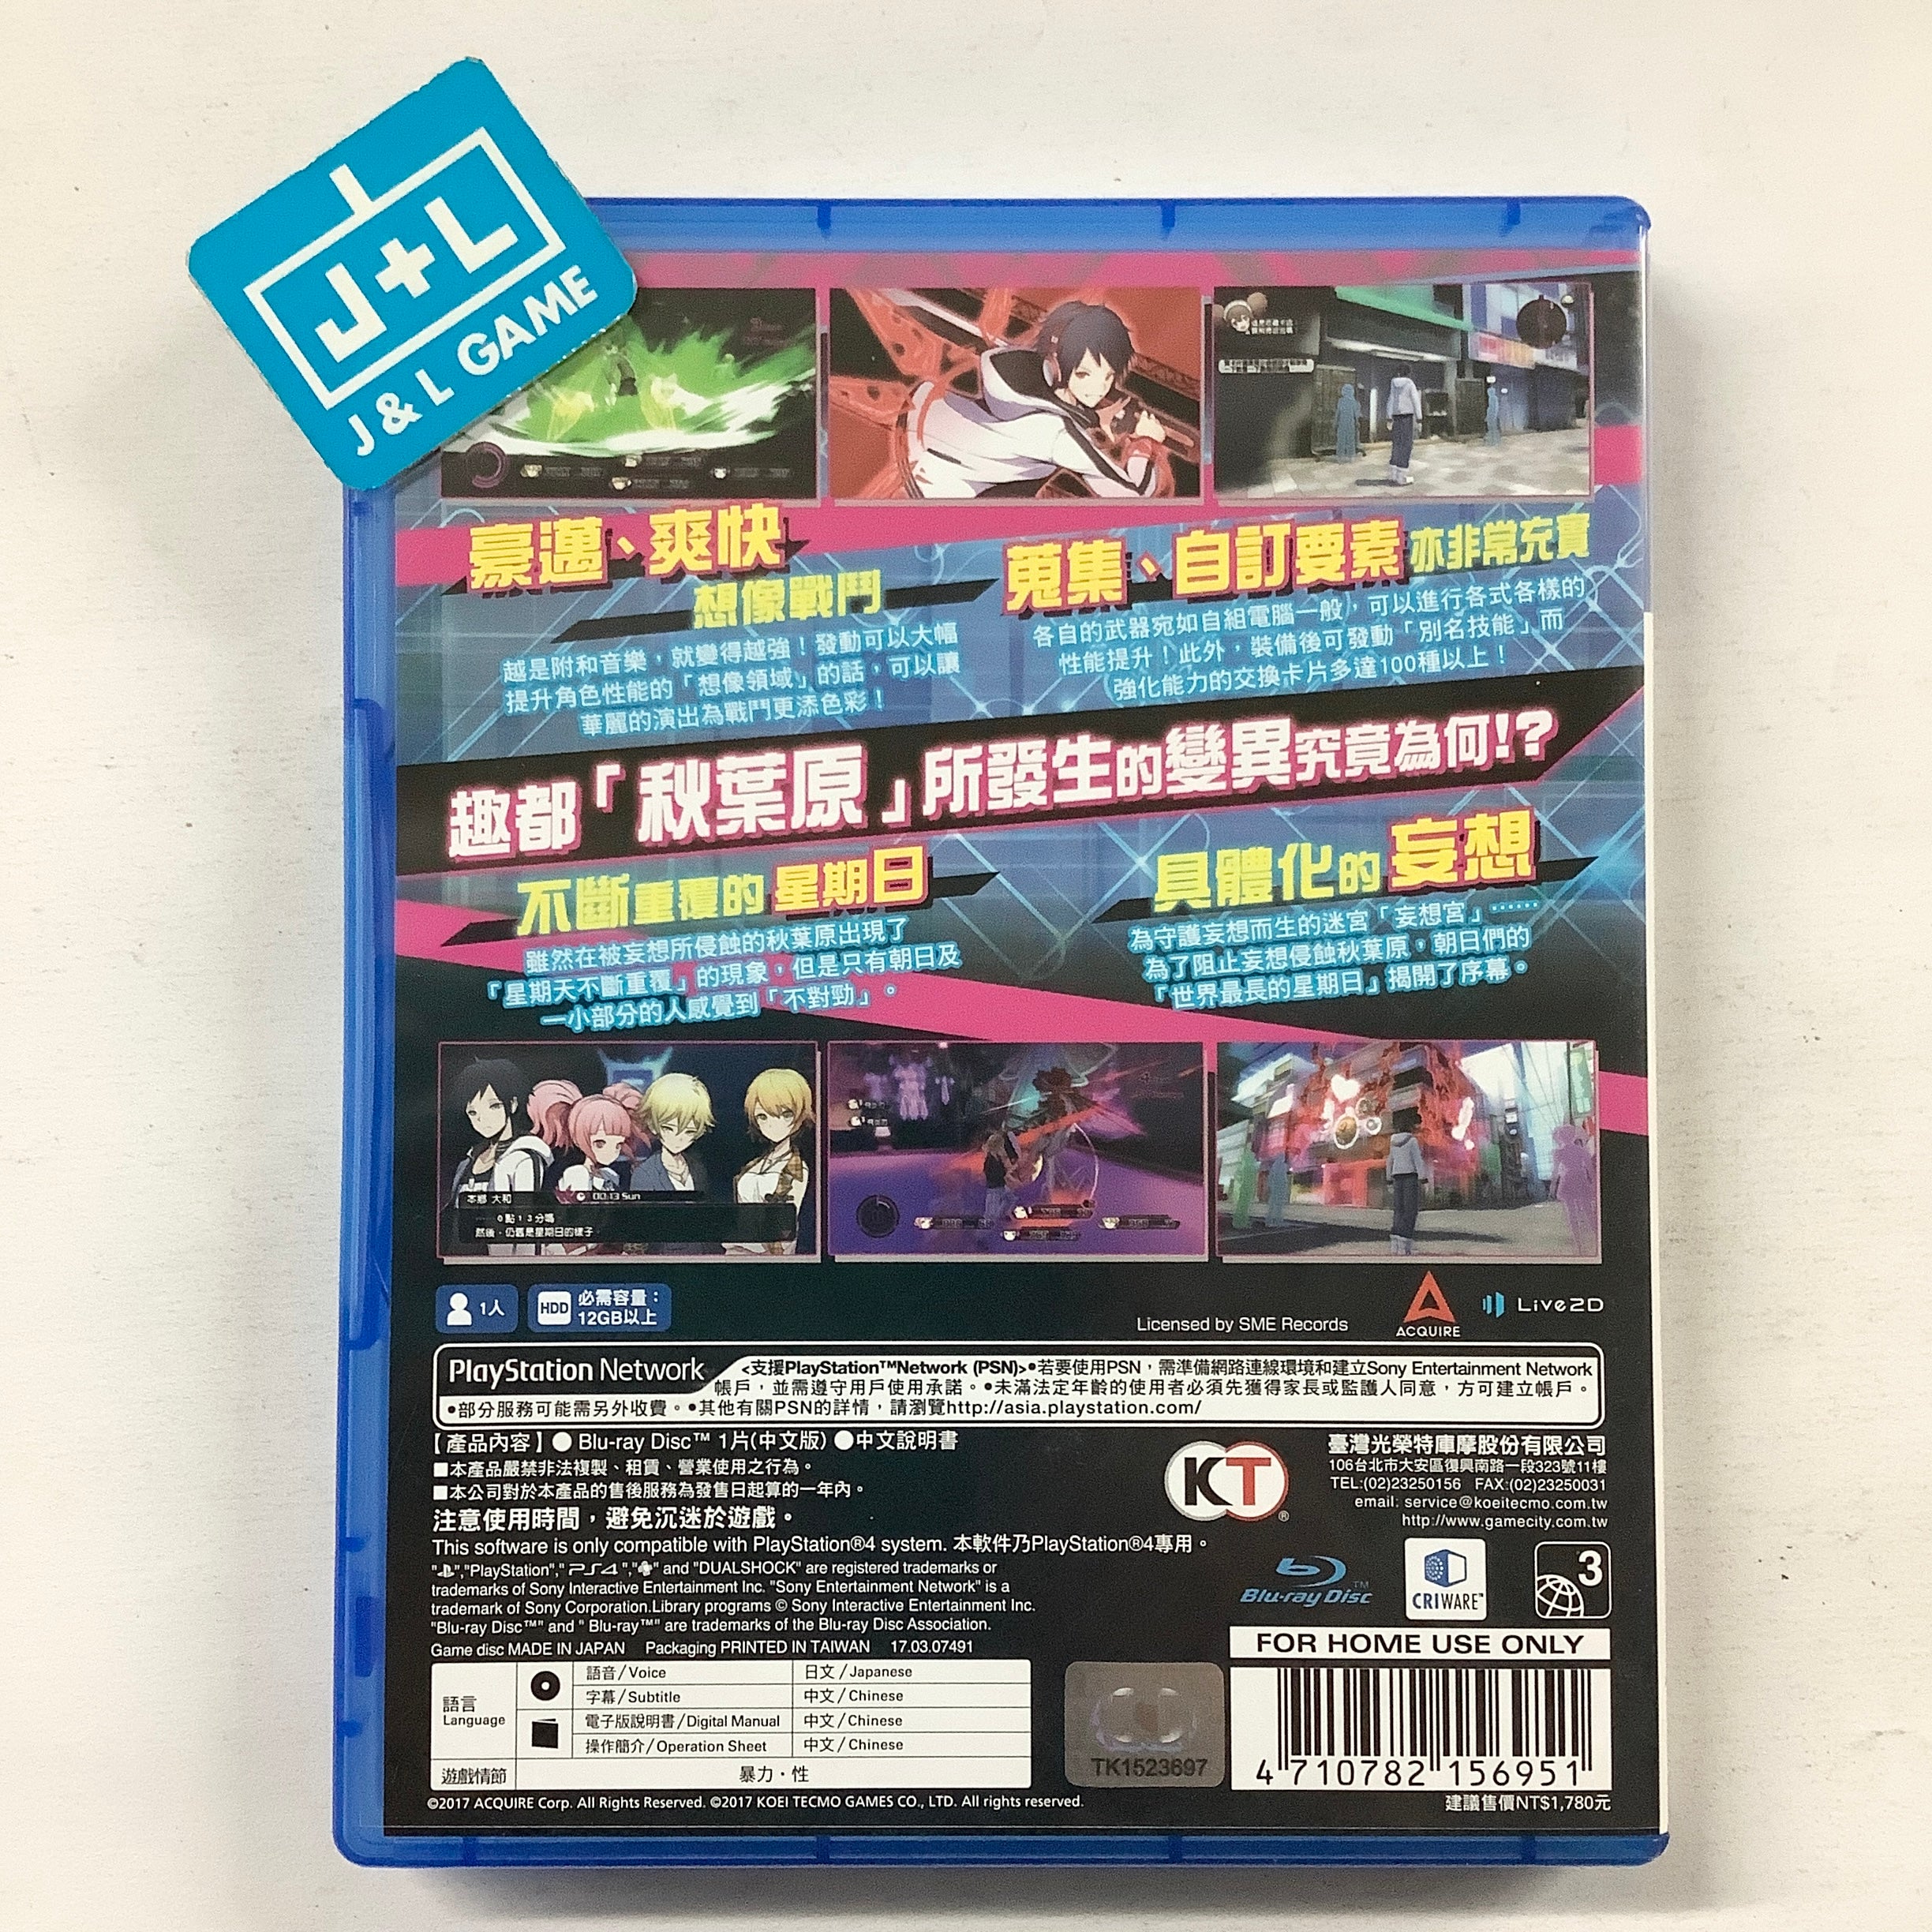 J+L
J & L GAME
豪邁、爽快
想像戰鬥
越是附和音樂，就變得越強！發動可以大幅
提升角色性能的「想像領域」的話，可以讓
華麗的演出為戰鬥更添色彩！
蒐集、自訂要素亦非常充實
各自的武器宛如自組電腦一般，可以進行各式各樣的
性能提升！此外，裝備後可發動「別名技能」而
強化能力的交換卡片多達100種以上！
趣都「秋葉原」所發生的變異究竟為何!?
不斷重覆的星期日
雖然在被妄想所侵蝕的秋葉原出現了
「星期天不斷重覆」的現象，但是只有朝日及
一小部分的人感覺到「不對勁」。
具體化的妄想
為守護妄想而生的迷宮「妄想宮」……
為了阻止妄想侵蝕秋葉原，朝日們的
「世界最長的星期日」揭開了序幕。
本鄉 大和
00:13 Sun
0點13分嗎
然後，仍舊是星期日的樣子
1人
HDD
必需容量：
12GB以上
Licensed by SME Records
ACQUIRE
Live2D
PlayStation Network
<支援PlayStation™Network (PSN)>●若要使用PSN，需準備網路連線環境和建立Sony Entertainment Network
帳戶，並需遵守用戶使用承諾。●未滿法定年齡的使用者必須先獲得家長或監護人同意，方可建立帳戶。
●部分服務可能需另外收費。●其他有關PSN的詳情，請瀏覽http://asia.playstation.com/
【產品內容】● Blu-ray Disc™ 1片(中文版) ●中文說明書
■本產品嚴禁非法複製、租賃、營業使用之行為。
■本公司對於本產品的售後服務為發售日起算的一年內。
注意使用時間，避免沉迷於遊戲。
This software is only compatible with PlayStation®4 system. 本軟件乃PlayStation®4專用。
"","PlayStation","PS4","" and "DUALSHOCK" are registered trademarks or
trademarks of Sony Interactive Entertainment Inc. "Sony Entertainment Network" is a
trademark of Sony Corporation.Library programs © Sony Interactive Entertainment Inc.
"Blu-ray Disc™" and " Blu-ray™" are trademarks of the Blu-ray Disc Association.
Game disc MADE IN JAPAN Packaging PRINTED IN TAIWAN 17.03.07491
KT®
臺灣光榮特庫摩股份有限公司
106台北市大安區復興南路一段323號11樓
TEL:(02)23250156 FAX:(02)23250031
email: service@koeitecmo.com.tw
http://www.gamecity.com.tw
Blu-ray Disc™
CRIWARE™
3
FOR HOME USE ONLY
語言
Language
語音/Voice 日文/Japanese
字幕/Subtitle 中文/Chinese
電子版說明書/Digital Manual 中文/Chinese
操作簡介/Operation Sheet 中文/Chinese
遊戲情節 暴力・性
TK1523697
4 710782 156951
©2017 ACQUIRE Corp. All Rights Reserved. ©2017 KOEI TECMO GAMES CO., LTD. All rights reserved.
建議售價NT$1,780元